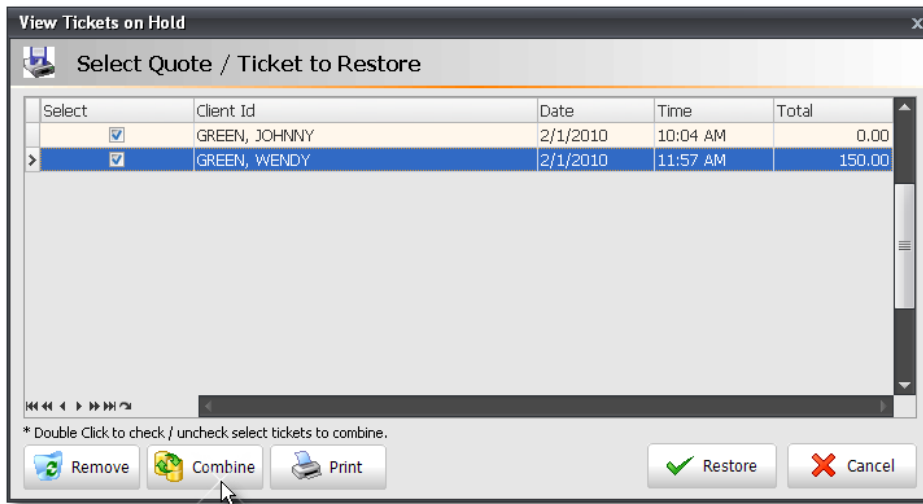 View Tickets on Hold
Select Quote / Ticket to Restore
Select Client Id Date Time Total
GREEN, JOHNNY 2/1/2010 10:04 AM 0.00
GREEN, WENDY 2/1/2010 11:57 AM 150.00
* Double Click to check / uncheck select tickets to combine.
Remove Combine Print Restore Cancel